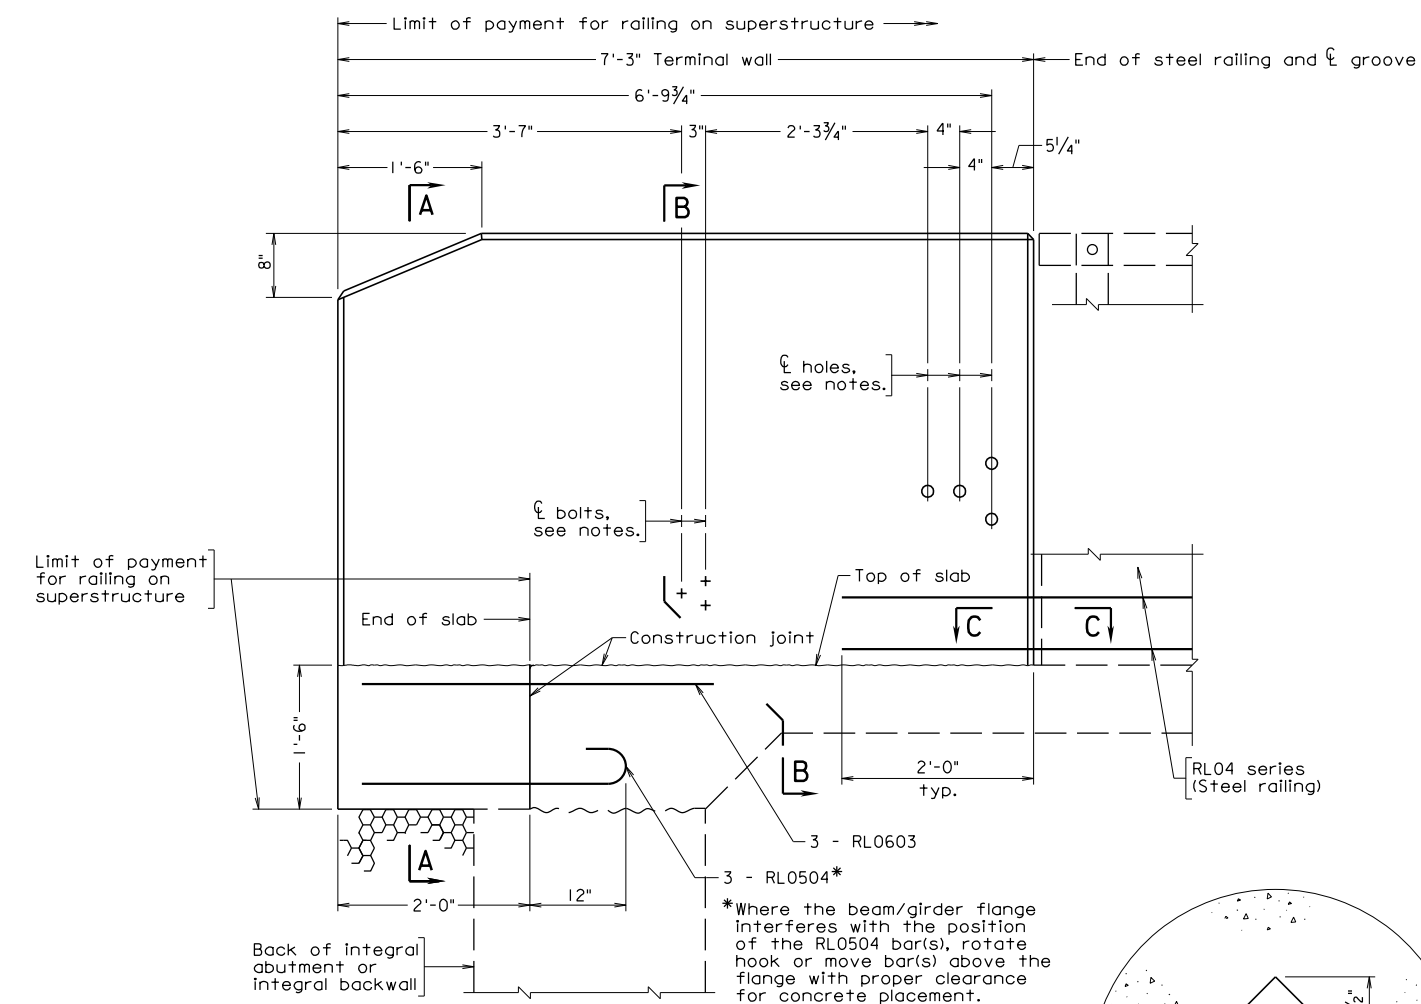 Limit of payment for railing on superstructure
7'-3" Terminal wall
End of steel railing and ℄ groove
6'-9¾"
3'-7"
3"
2'-3¾"
4"
1'-6"
4"
5¼"
A
B
8"
℄ holes,
see notes.
℄ bolts,
see notes.
Limit of payment
for railing on
superstructure
Top of slab
End of slab
Construction joint
C
C
1'-6"
2'-0"
typ.
B
RL04 series
(Steel railing)
3 - RL0603
A
3 - RL0504*
2'-0"
12"
*Where the beam/girder flange
interferes with the position
of the RL0504 bar(s), rotate
hook or move bar(s) above the
flange with proper clearance
for concrete placement.
Back of integral
abutment or
integral backwall